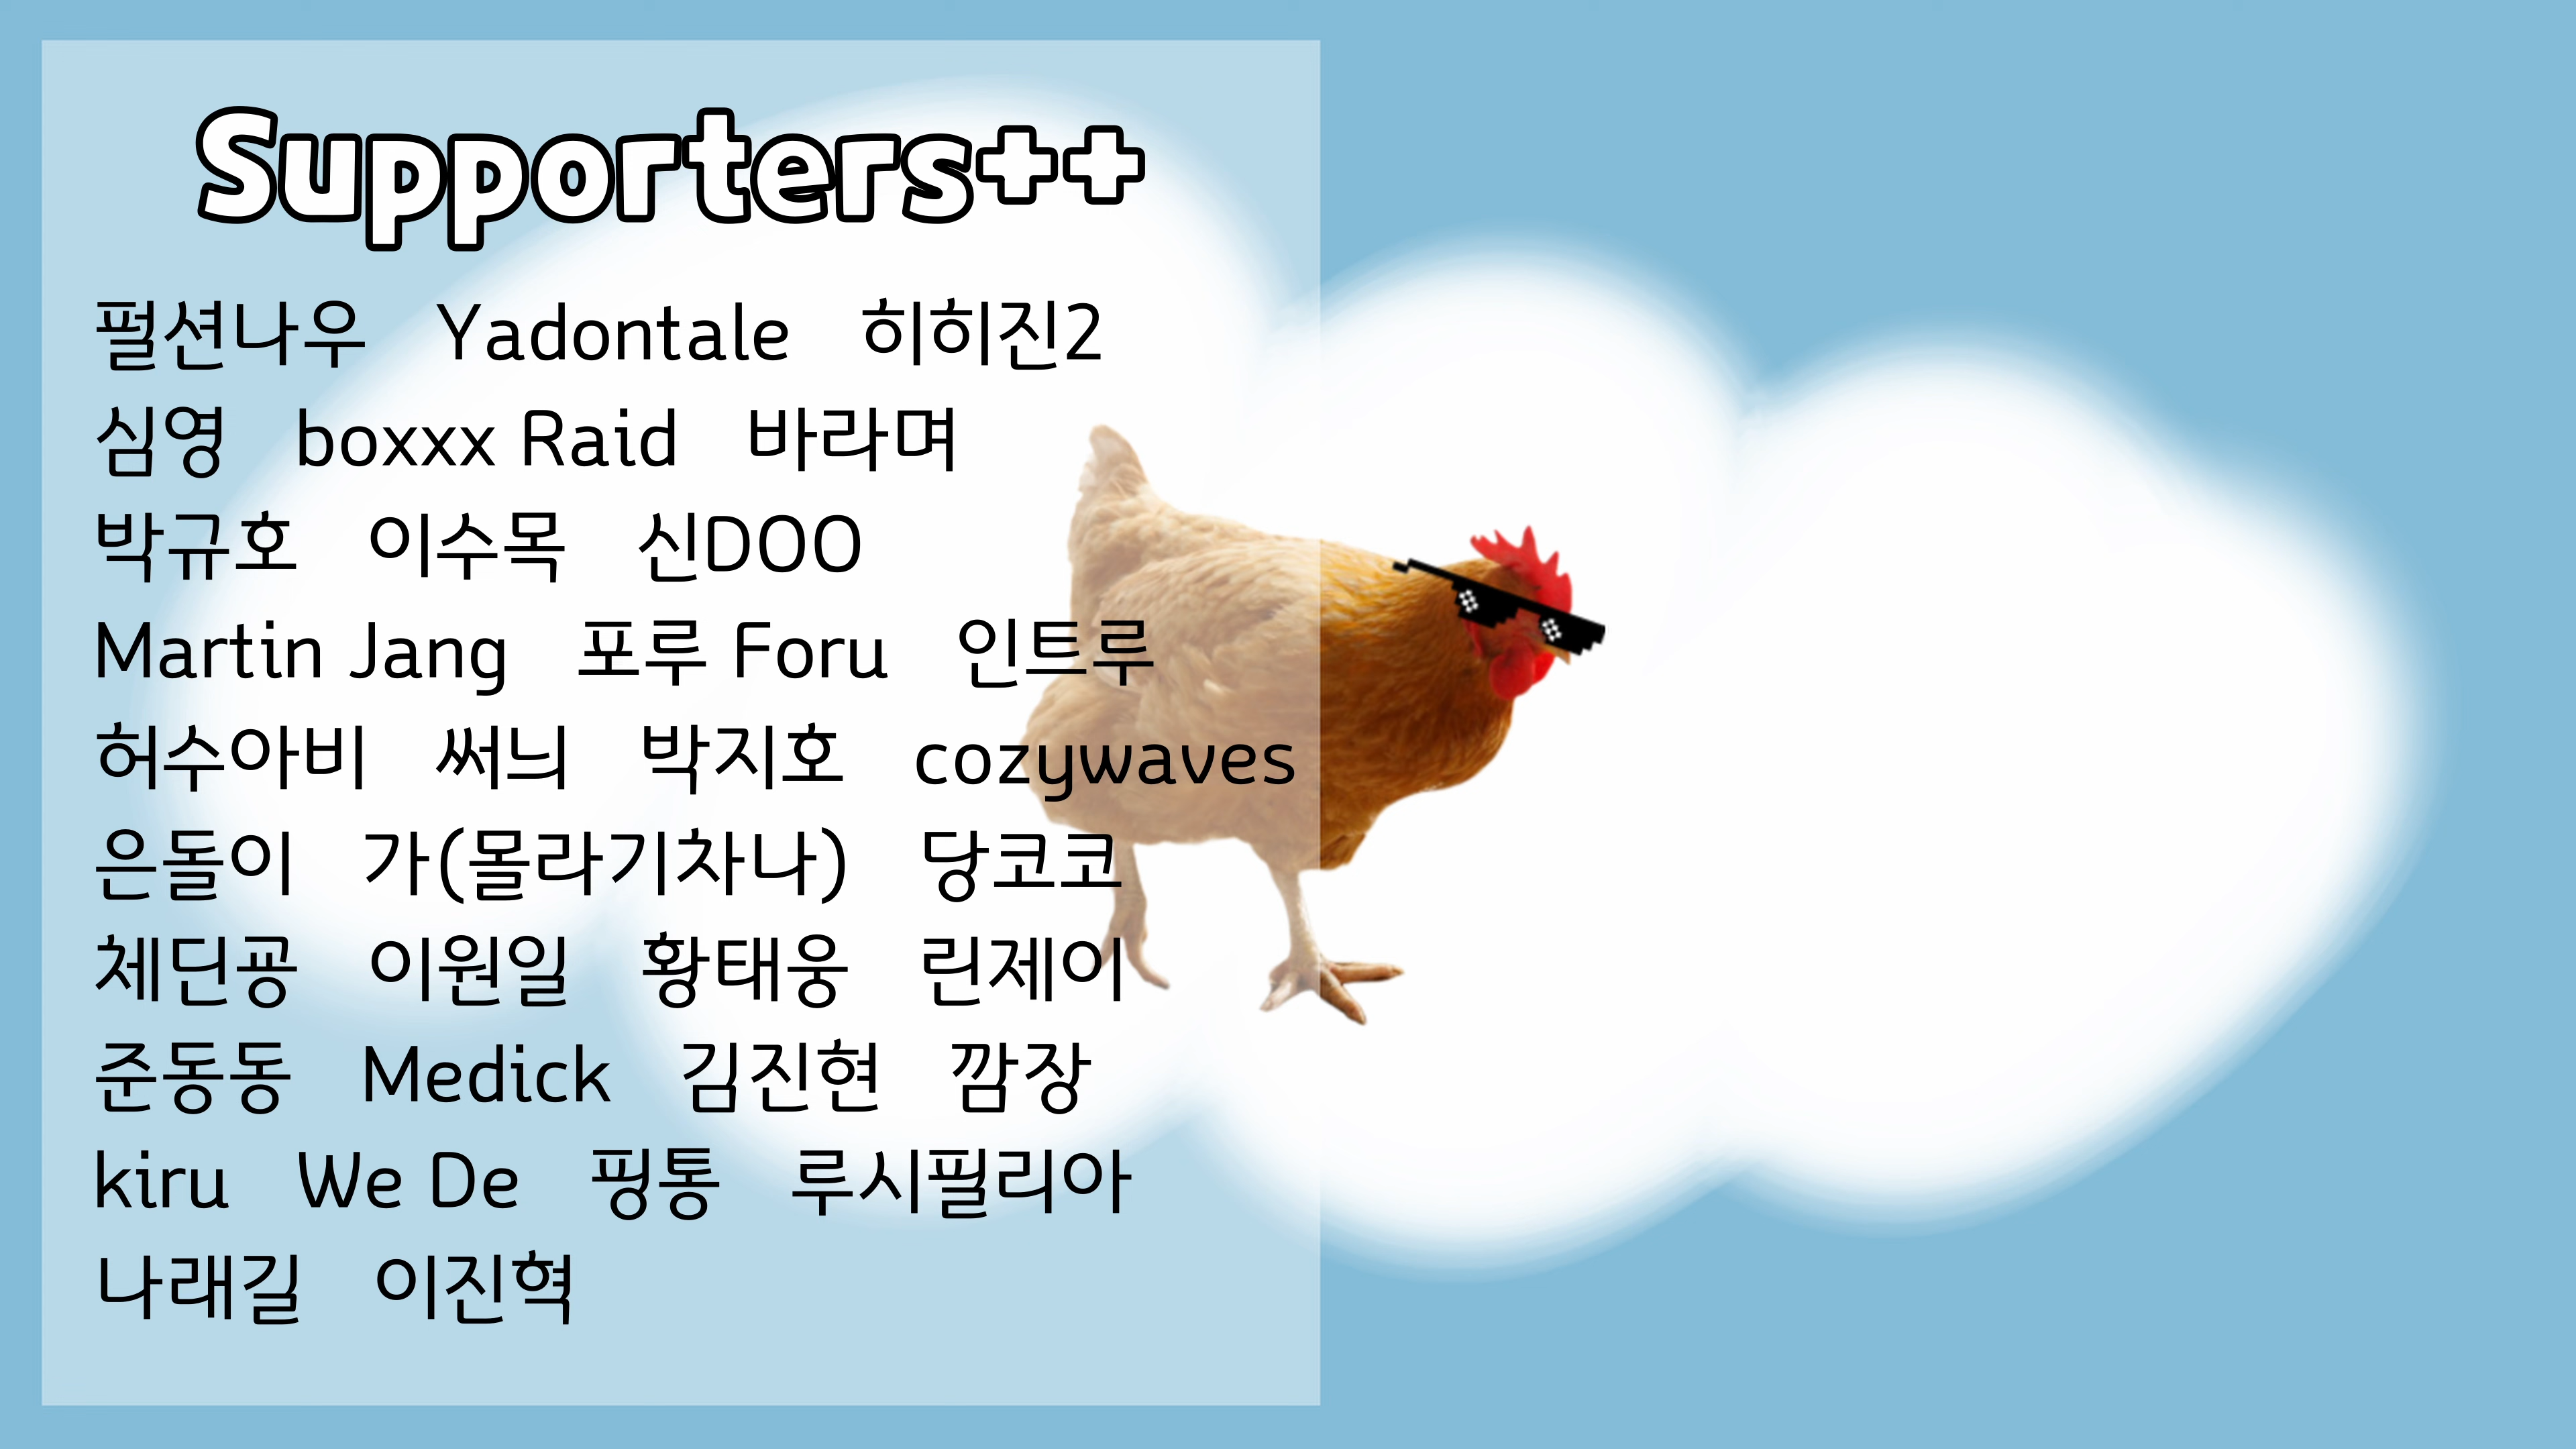 Supporters++
펄션나우 Yadontale 히히진2
심영 boxxx Raid 바라며
박규호 이수목 신DOO
Martin Jang 포루 Foru 인트루
허수아비 써늬 박지호 cozywaves
은돌이 가(몰라기차나) 당코코
체딘굥 이원일 황태웅 린제이
준동동 Medick 김진현 깜장
kiru We De 핑통 루시필리아
나래길 이진혁